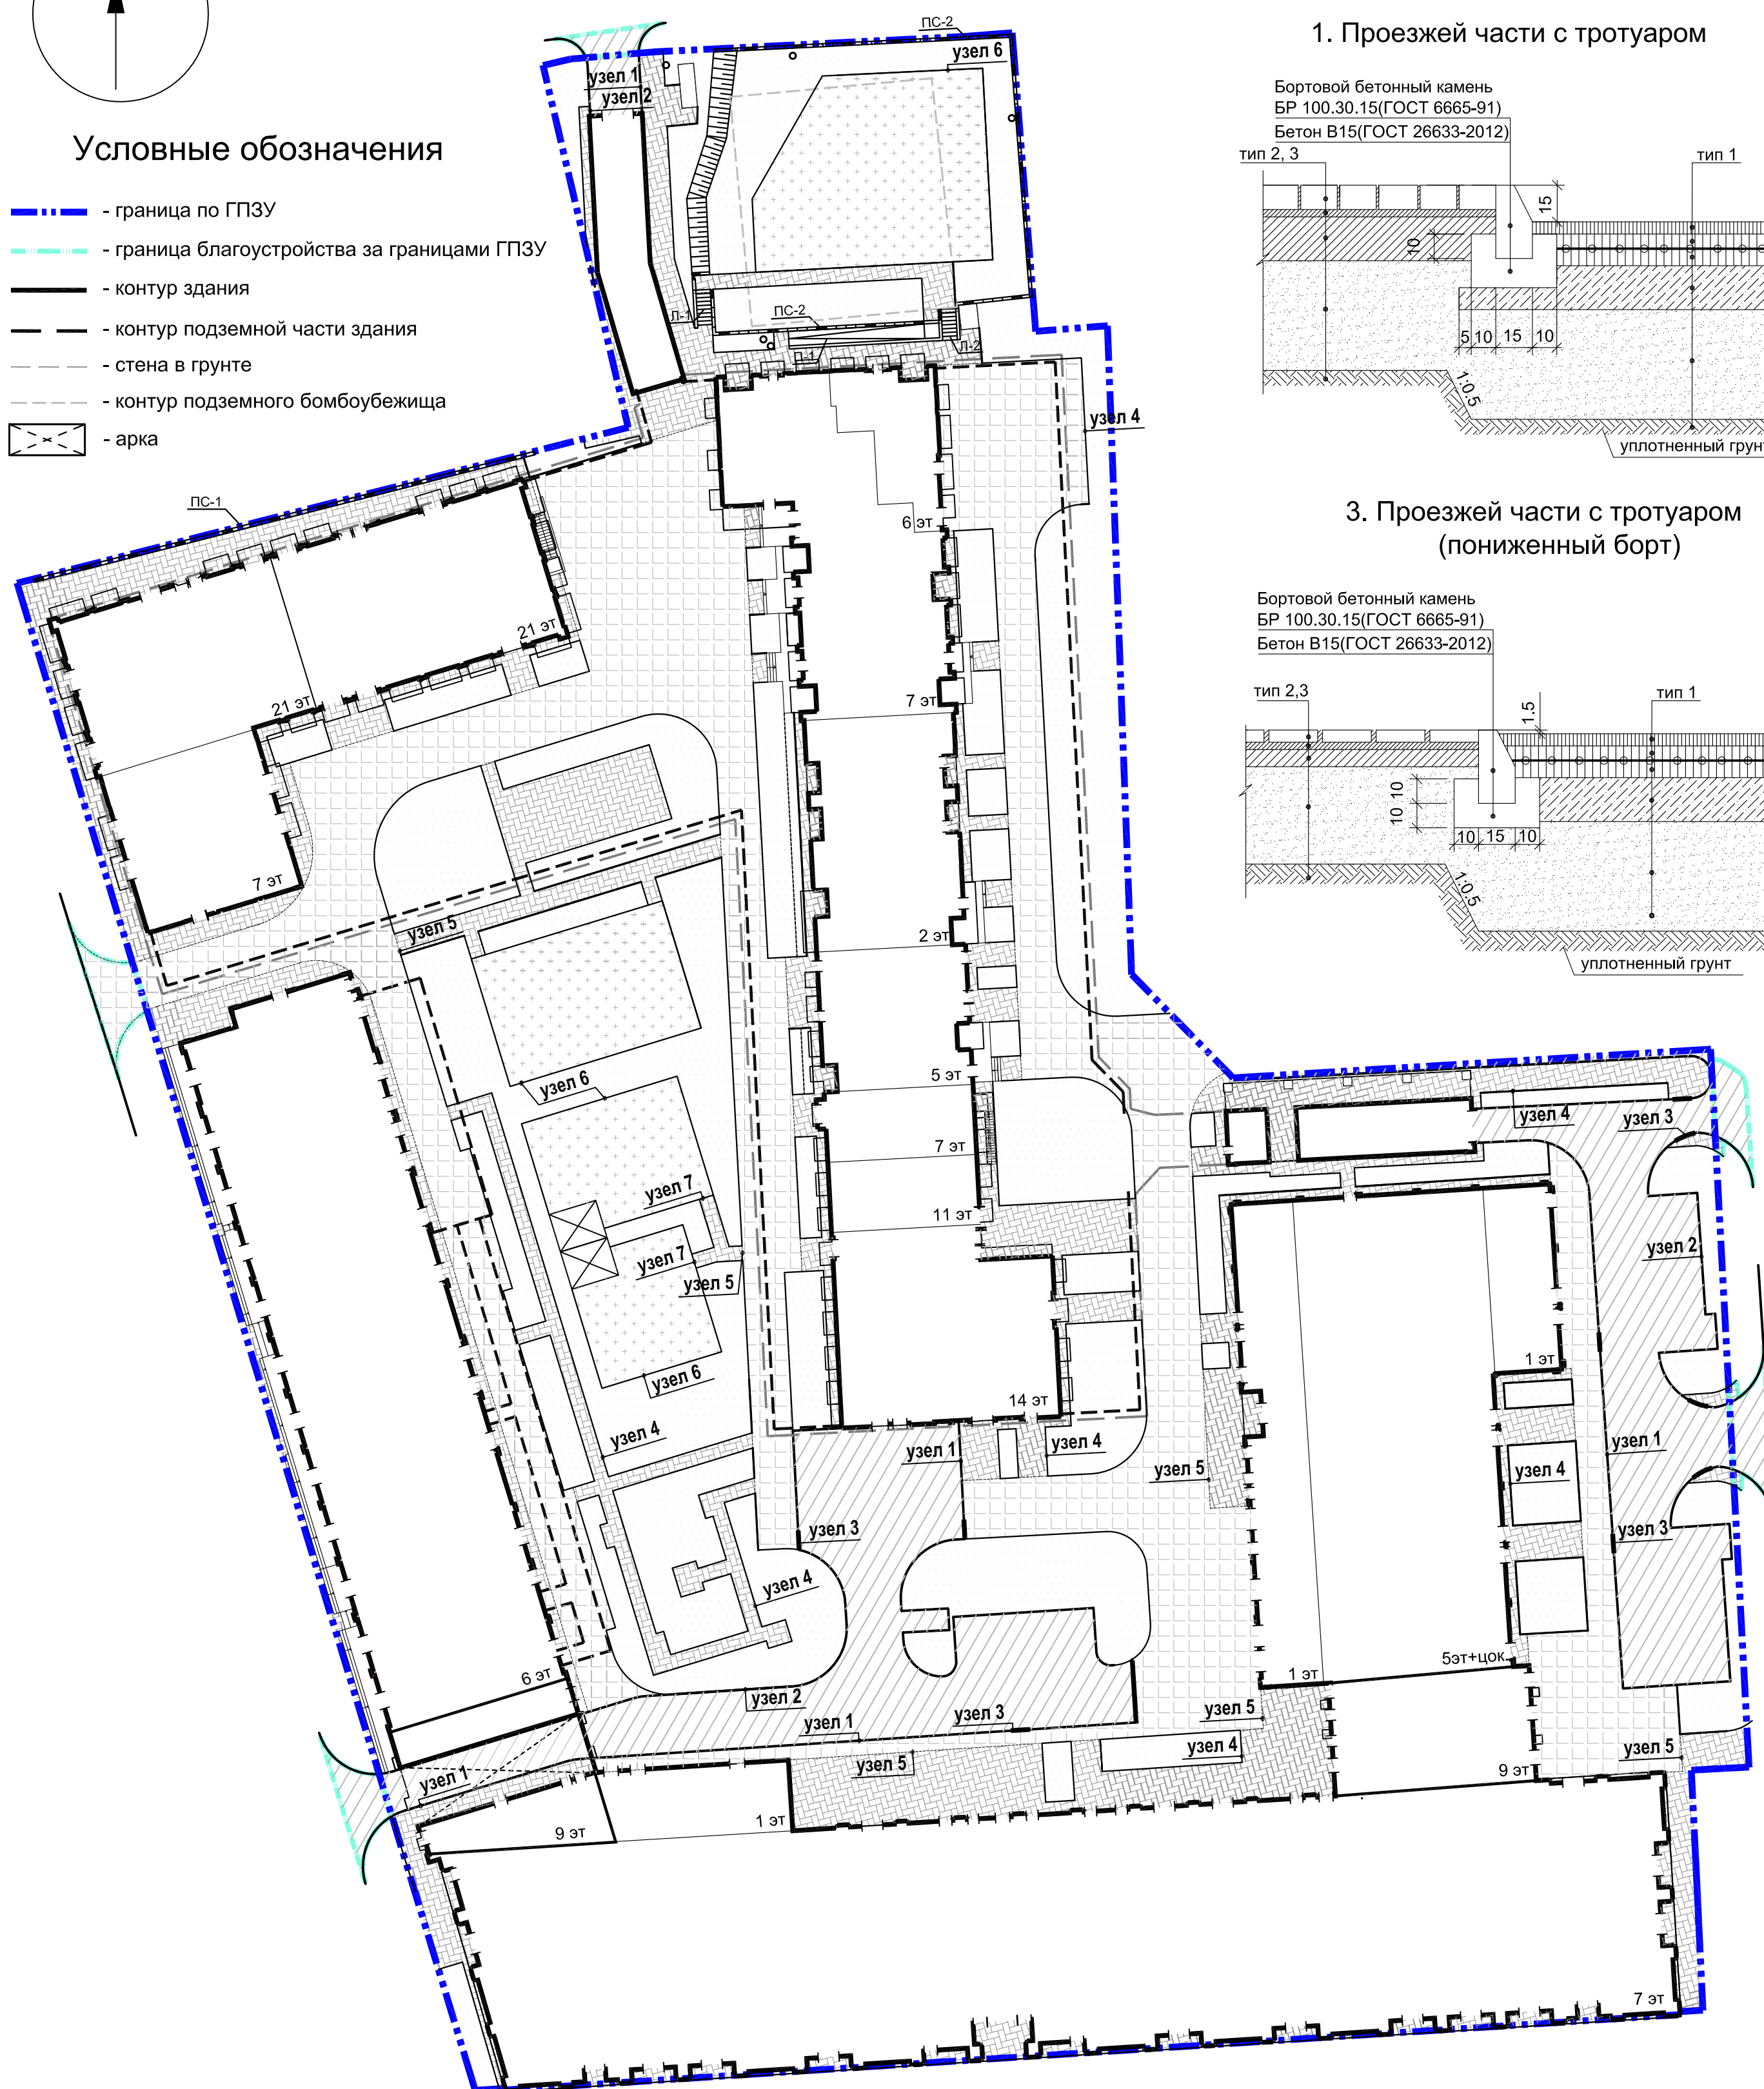 Условные обозначения
- граница по ГПЗУ
- граница благоустройства за границами ГПЗУ
- контур здания
- контур подземной части здания
- стена в грунте
- контур подземного бомбоубежища
- арка
1. Проезжей части с тротуаром
Бортовой бетонный камень
БР 100.30.15(ГОСТ 6665-91)
Бетон В15(ГОСТ 26633-2012)
тип 2, 3
тип 1
15
10
5 10 15 10
1:0.5
уплотненный грунт
3. Проезжей части с тротуаром
(пониженный борт)
Бортовой бетонный камень
БР 100.30.15(ГОСТ 6665-91)
Бетон В15(ГОСТ 26633-2012)
тип 2,3
тип 1
1.5
10
10
10 15 10
1:0.5
уплотненный грунт
ПС-2
узел 6
узел 1
узел 2
Л-1
ПС-2
Л-2
П-1
узел 4
ПС-1
6 эт
21 эт
21 эт
7 эт
7 эт
узел 5
2 эт
5 эт
узел 6
7 эт
узел 4
узел 3
узел 7
11 эт
узел 7
узел 2
узел 5
1 эт
узел 6
14 эт
узел 4
узел 1
узел 4
узел 1
узел 5
узел 4
узел 3
узел 3
узел 4
6 эт
1 эт
5эт+цок.
узел 2
узел 1
узел 3
узел 5
узел 4
узел 5
узел 5
узел 1
9 эт
9 эт
1 эт
7 эт